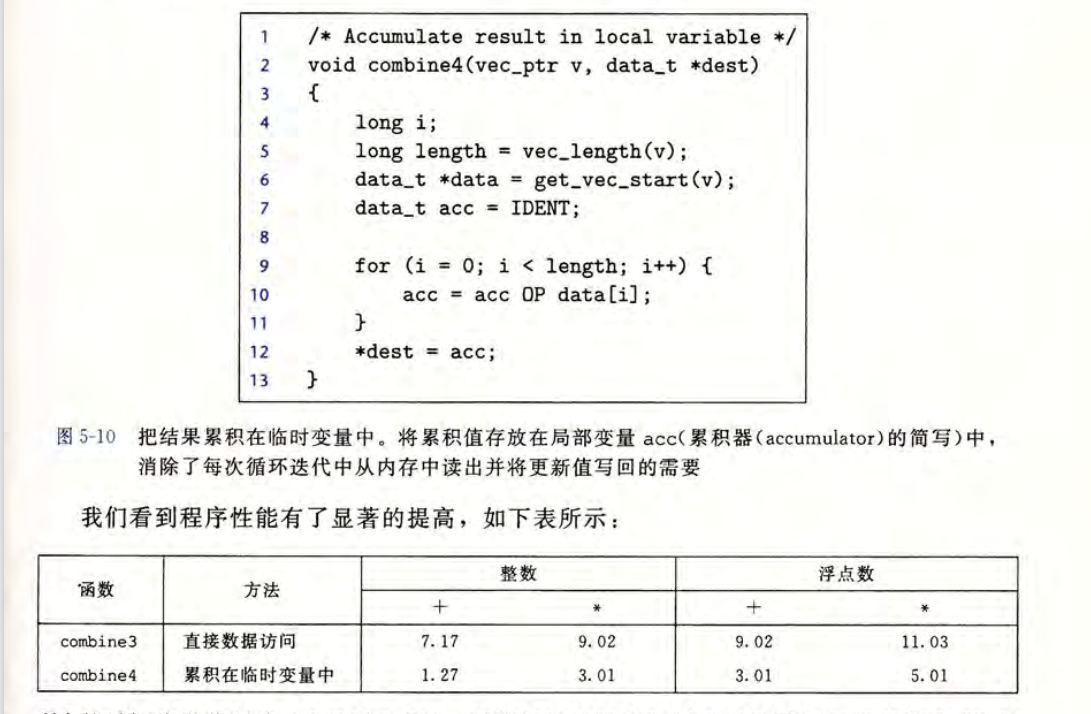 1 /* Accumulate result in local variable */
2 void combine4(vec_ptr v, data_t *dest)
3 {
4 long i;
5 long length = vec_length(v);
6 data_t *data = get_vec_start(v);
7 data_t acc = IDENT;
8
9 for (i = 0; i < length; i++) {
10 acc = acc OP data[i];
11 }
12 *dest = acc;
13 }
图 5-10 把结果累积在临时变量中。将累积值存放在局部变量 acc(累积器(accumulator)的简写)中，
消除了每次循环迭代中从内存中读出并将更新值写回的需要
我们看到程序性能有了显著的提高，如下表所示：
函数 方法 整数 浮点数
+ * + *
combine3 直接数据访问 7.17 9.02 9.02 11.03
combine4 累积在临时变量中 1.27 3.01 3.01 5.01